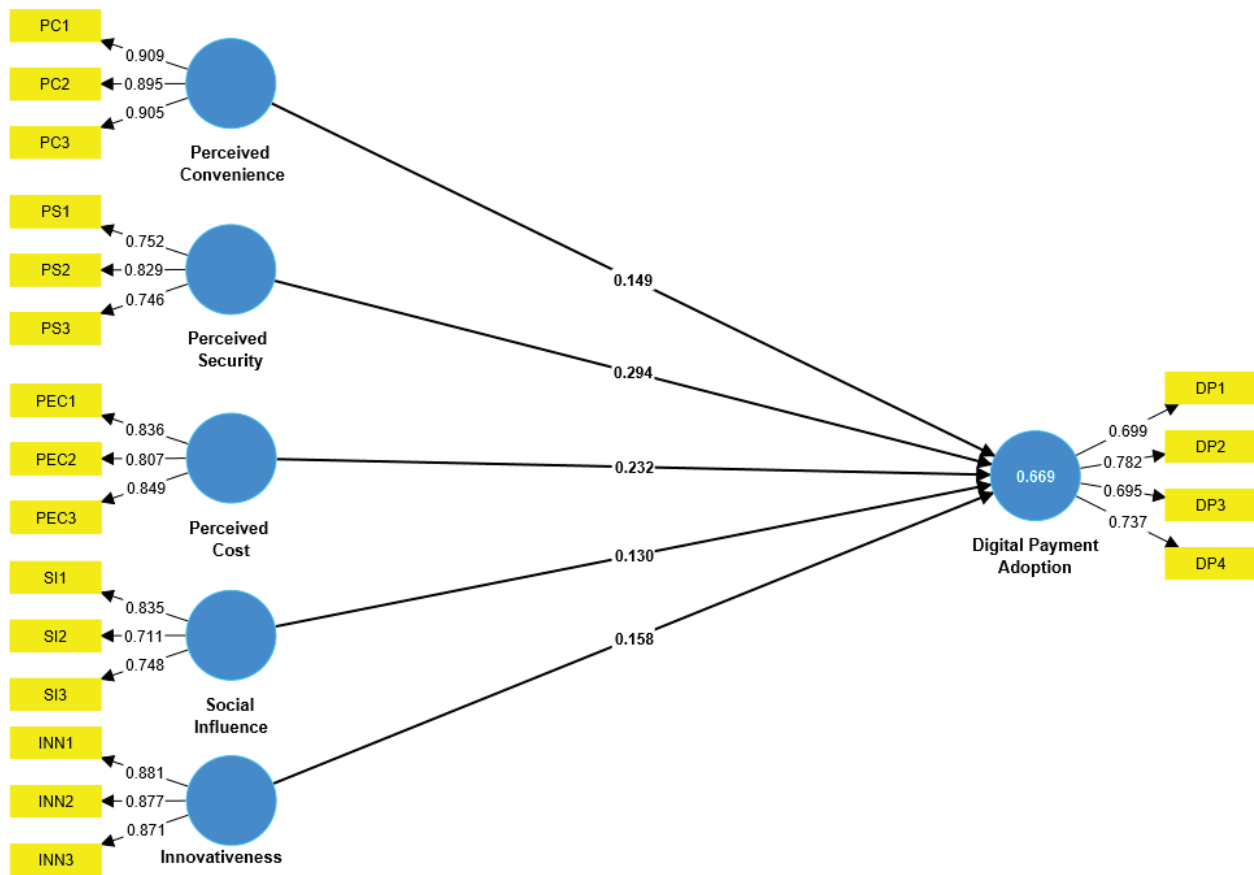 PC1
0.909
PC2
0.895
PC3
0.905
Perceived
Convenience
0.149
PS1
0.752
PS2
0.829
PS3
0.746
Perceived
Security
0.294
PEC1
0.836
PEC2
0.807
PEC3
0.849
Perceived
Cost
0.232
SI1
0.835
SI2
0.711
SI3
0.748
Social
Influence
0.130
INN1
0.881
INN2
0.877
INN3
0.871
Innovativeness
0.158
0.669
Digital Payment
Adoption
DP1
0.699
DP2
0.782
DP3
0.695
DP4
0.737